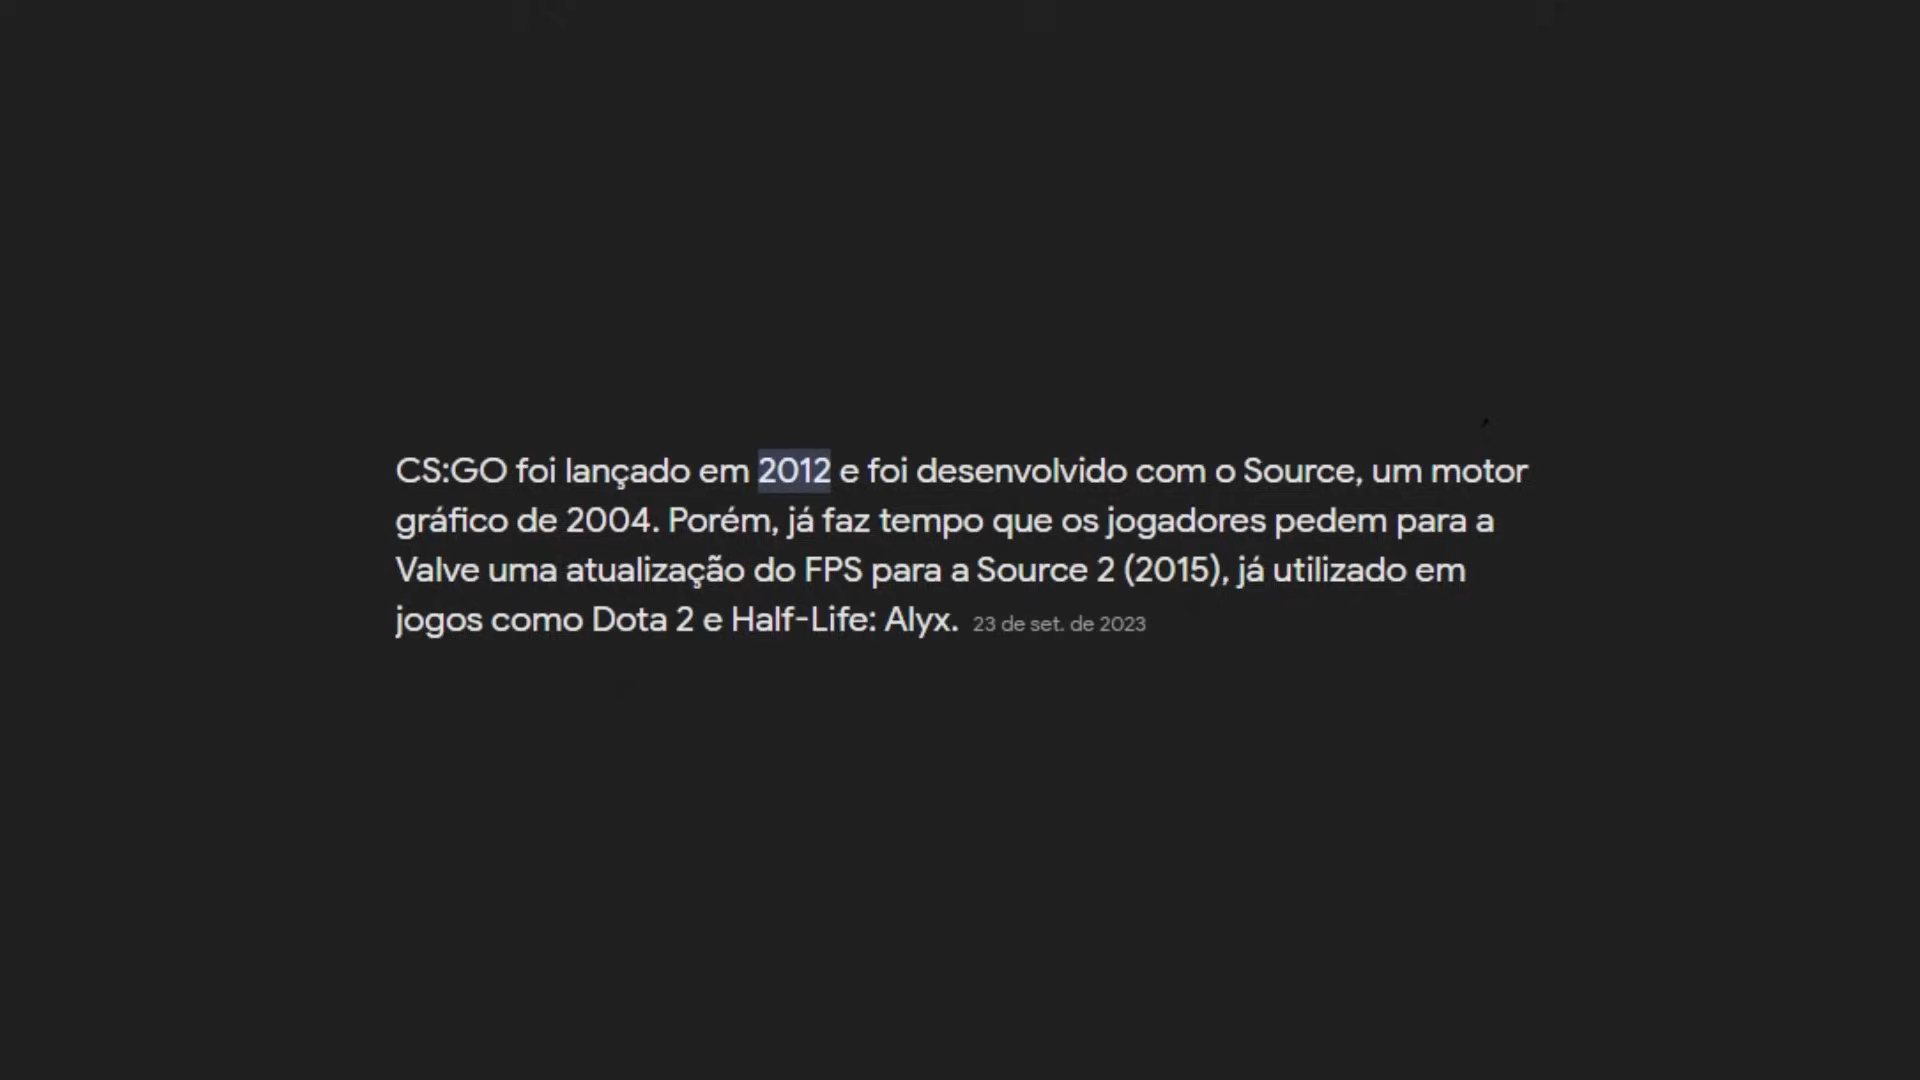 CS:GO foi lançado em 2012 e foi desenvolvido com o Source, um motor
gráfico de 2004. Porém, já faz tempo que os jogadores pedem para a
Valve uma atualização do FPS para a Source 2 (2015), já utilizado em
jogos como Dota 2 e Half-Life: Alyx. 23 de set. de 2023